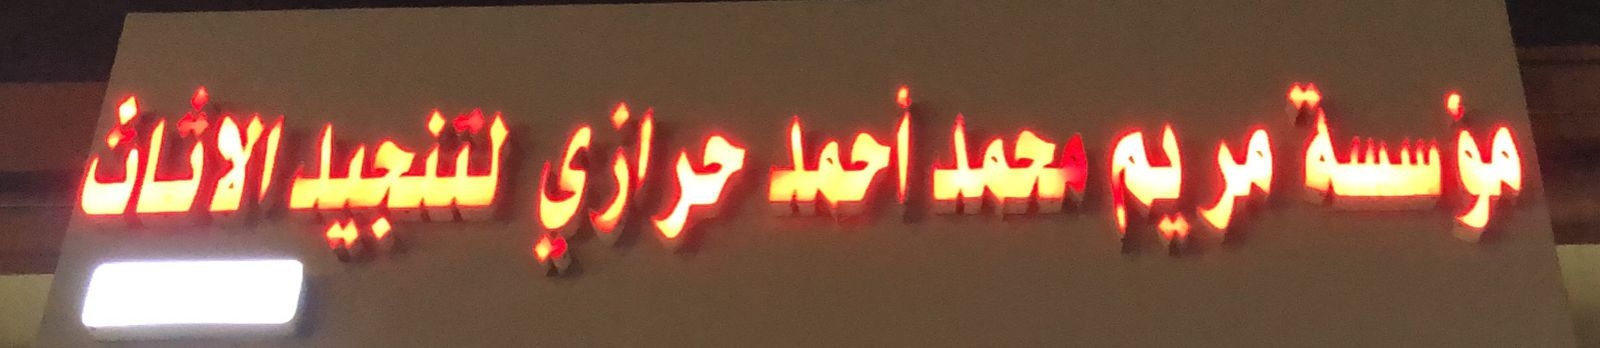 مؤسسة مريم محمد أحمد حرازي لتنجيد الاثاث